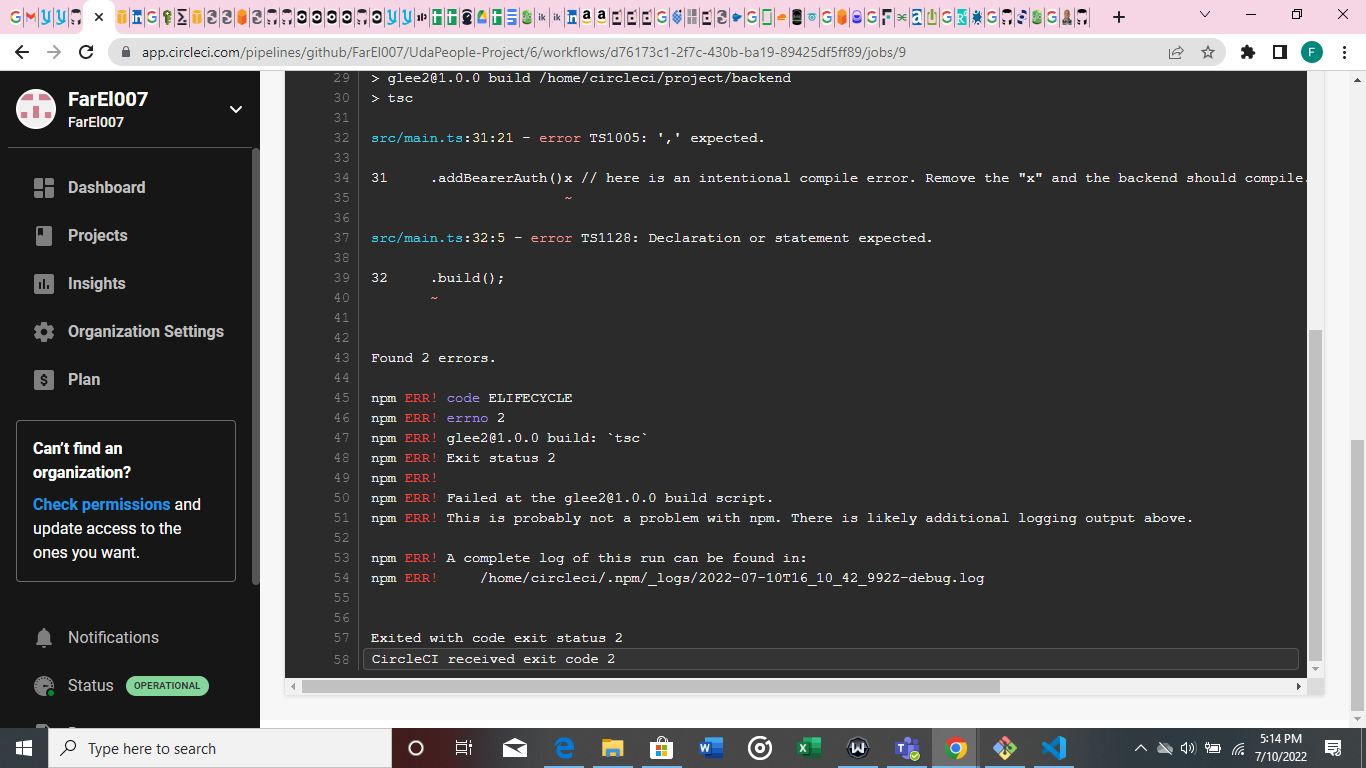 app.circleci.com/pipelines/github/FarEl007/UdaPeople-Project/6/workflows/d76173c1-2f7c-430b-ba19-89425df5ff89/jobs/9
F
FarEl007
FarEl007
Dashboard
Projects
Insights
Organization Settings
Plan
Can't find an
organization?
Check permissions and
update access to the
ones you want.
Notifications
Status OPERATIONAL
29 > glee2@1.0.0 build /home/circleci/project/backend
30 > tsc
31
32 src/main.ts:31:21 - error TS1005: ',' expected.
33
34 31 .addBearerAuth()x // here is an intentional compile error. Remove the "x" and the backend should compile.
35 ~
36
37 src/main.ts:32:5 - error TS1128: Declaration or statement expected.
38
39 32 .build();
40 ~
41
42
43 Found 2 errors.
44
45 npm ERR! code ELIFECYCLE
46 npm ERR! errno 2
47 npm ERR! glee2@1.0.0 build: `tsc`
48 npm ERR! Exit status 2
49 npm ERR!
50 npm ERR! Failed at the glee2@1.0.0 build script.
51 npm ERR! This is probably not a problem with npm. There is likely additional logging output above.
52
53 npm ERR! A complete log of this run can be found in:
54 npm ERR! /home/circleci/.npm/_logs/2022-07-10T16_10_42_992Z-debug.log
55
56
57 Exited with code exit status 2
58 CircleCI received exit code 2
Type here to search
5:14 PM
7/10/2022